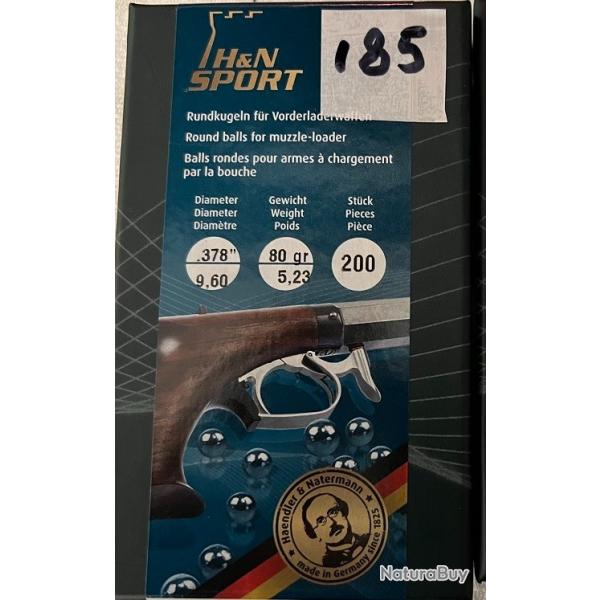 H&N
SPORT
185
Rundkugeln für Vorderladerwaffen
Round balls for muzzle-loader
Balls rondes pour armes à chargement
par la bouche
Diameter Gewicht Stück
Diameter Weight Pieces
Diamètre Poids Pièce
.378" 80 gr 200
9,60 5,23
Haendler & Natermann
made in Germany since 1825
NaturaBuy